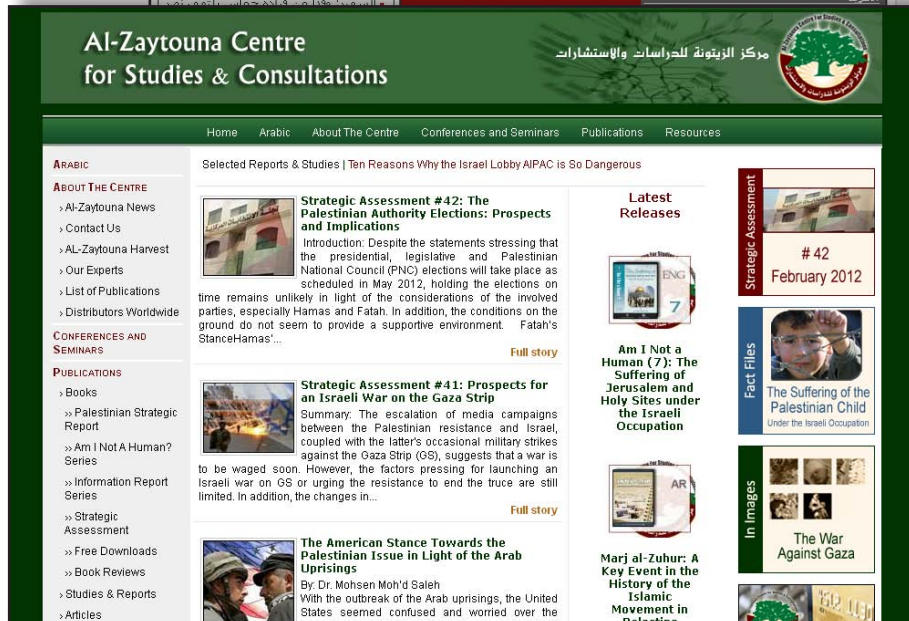 Al-Zaytouna Centre
for Studies & Consultations
مركز الزيتونة للدراسات والإستشارات
Home Arabic About The Centre Conferences and Seminars Publications Resources
ARABIC
ABOUT THE CENTRE
› Al-Zaytouna News
› Contact Us
› AL-Zaytouna Harvest
› Our Experts
› List of Publications
› Distributors Worldwide
CONFERENCES AND
SEMINARS
PUBLICATIONS
› Books
›› Palestinian Strategic
Report
›› Am I Not A Human?
Series
›› Information Report
Series
›› Strategic
Assessment
›› Free Downloads
›› Book Reviews
› Studies & Reports
› Articles
Selected Reports & Studies | Ten Reasons Why the Israel Lobby AIPAC is So Dangerous
Strategic Assessment #42: The
Palestinian Authority Elections: Prospects
and Implications
Introduction: Despite the statements stressing that
the presidential, legislative and Palestinian
National Council (PNC) elections will take place as
scheduled in May 2012, holding the elections on
time remains unlikely in light of the considerations of the involved
parties, especially Hamas and Fatah. In addition, the conditions on the
ground do not seem to provide a supportive environment. Fatah's
StanceHamas'...
Full story
Strategic Assessment #41: Prospects for
an Israeli War on the Gaza Strip
Summary: The escalation of media campaigns
between the Palestinian resistance and Israel,
coupled with the latter's occasional military strikes
against the Gaza Strip (GS), suggests that a war is
to be waged soon. However, the factors pressing for launching an
Israeli war on GS or urging the resistance to end the truce are still
limited. In addition, the changes in...
Full story
The American Stance Towards the
Palestinian Issue in Light of the Arab
Uprisings
By: Dr. Mohsen Moh'd Saleh
With the outbreak of the Arab uprisings, the United
States seemed confused and worried over the
Latest
Releases
ENG
7
Am I Not a
Human (7): The
Suffering of
Jerusalem and
Holy Sites under
the Israeli
Occupation
AR
Marj al-Zuhur: A
Key Event in the
History of the
Islamic
Movement in
Palestine
Strategic Assessment
# 42
February 2012
Fact Files
The Suffering of the
Palestinian Child
Under the Israeli Occupation
In Images
The War
Against Gaza